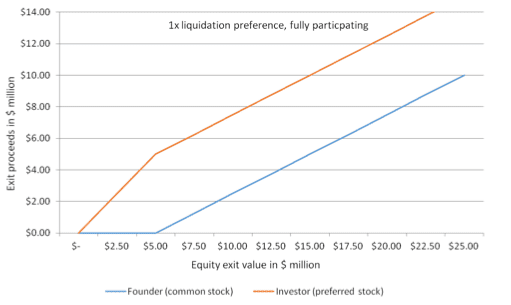 1x liquidation preference, fully particpating
$14.00
$12.00
$10.00
$8.00
$6.00
$4.00
$2.00
$0.00
Exit proceeds in $ million
$- $2.50 $5.00 $7.50 $10.00 $12.50 $15.00 $17.50 $20.00 $22.50 $25.00
Equity exit value in $ million
Founder (common stock) Investor (preferred stock)